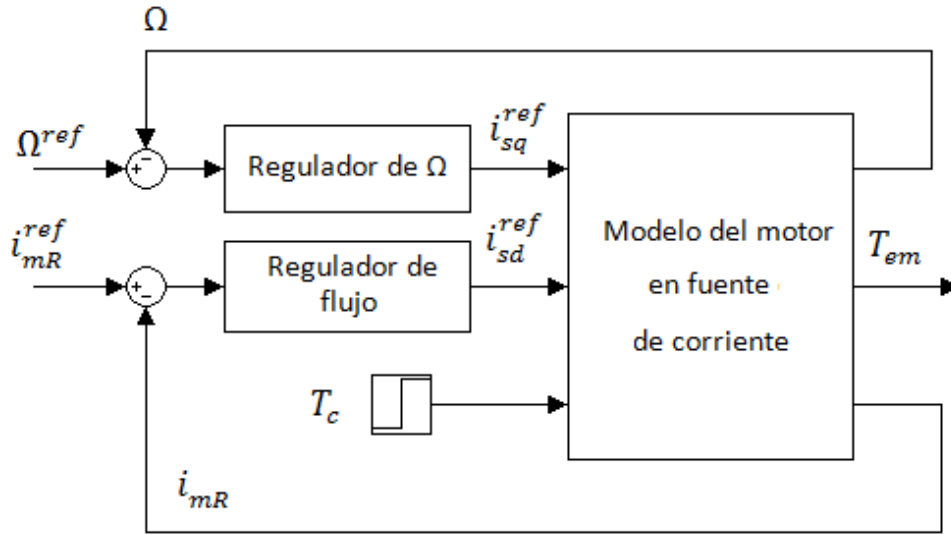 Ω
Ω^ref
Regulador de Ω
i_sq^ref
i_mR^ref
Regulador de
flujo
i_sd^ref
Modelo del motor
en fuente
de corriente
T_em
T_c
i_mR